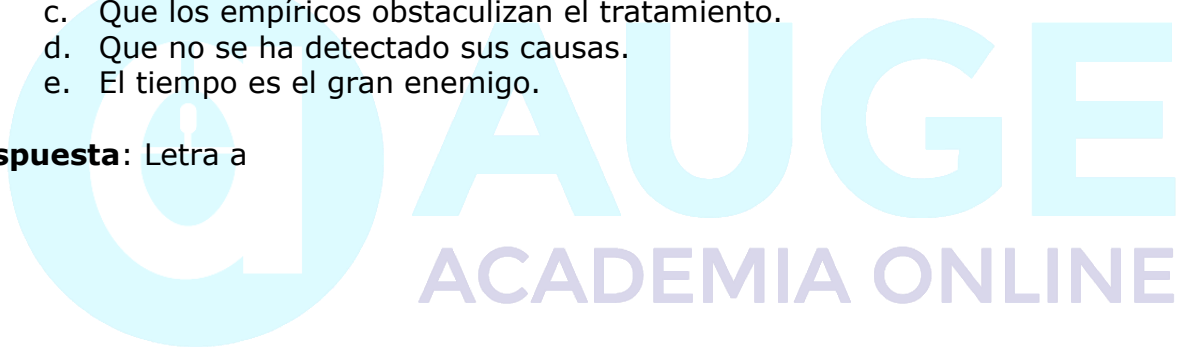 c. Que los empíricos obstaculizan el tratamiento.
d. Que no se ha detectado sus causas.
e. El tiempo es el gran enemigo.
spuesta: Letra a
AUGE
ACADEMIA ONLINE